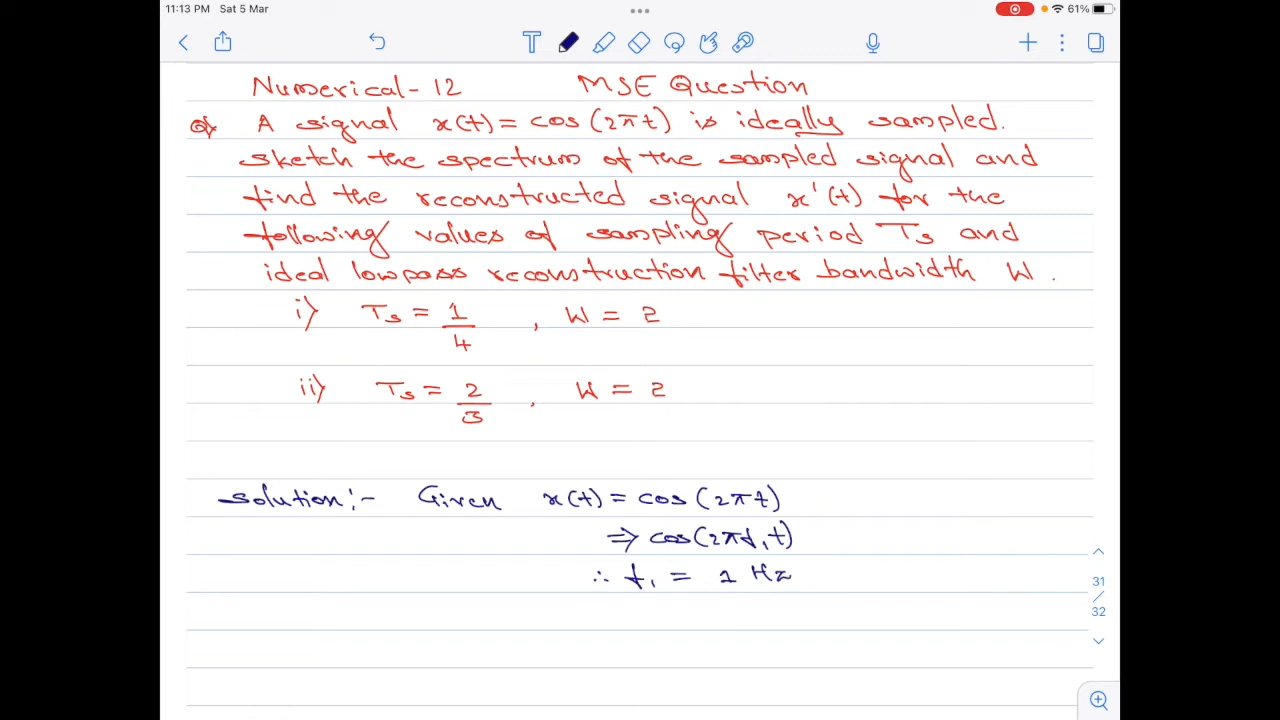 11:13 PM Sat 5 Mar
61%
Numerical-12 MSE Question
Q) A signal x(t) = cos(2πt) is ideally sampled.
sketch the spectrum of the sampled signal and
find the reconstructed signal x'(t) for the
following values of sampling period Ts and
ideal lowpass reconstruction filter bandwidth W.
i) Ts = 1/4 , W = 2
ii) Ts = 2/3 , W = 2
solution:- Given x(t) = cos(2πt)
⇒ cos(2πf₁t)
∴ f₁ = 1 Hz
31
/
32